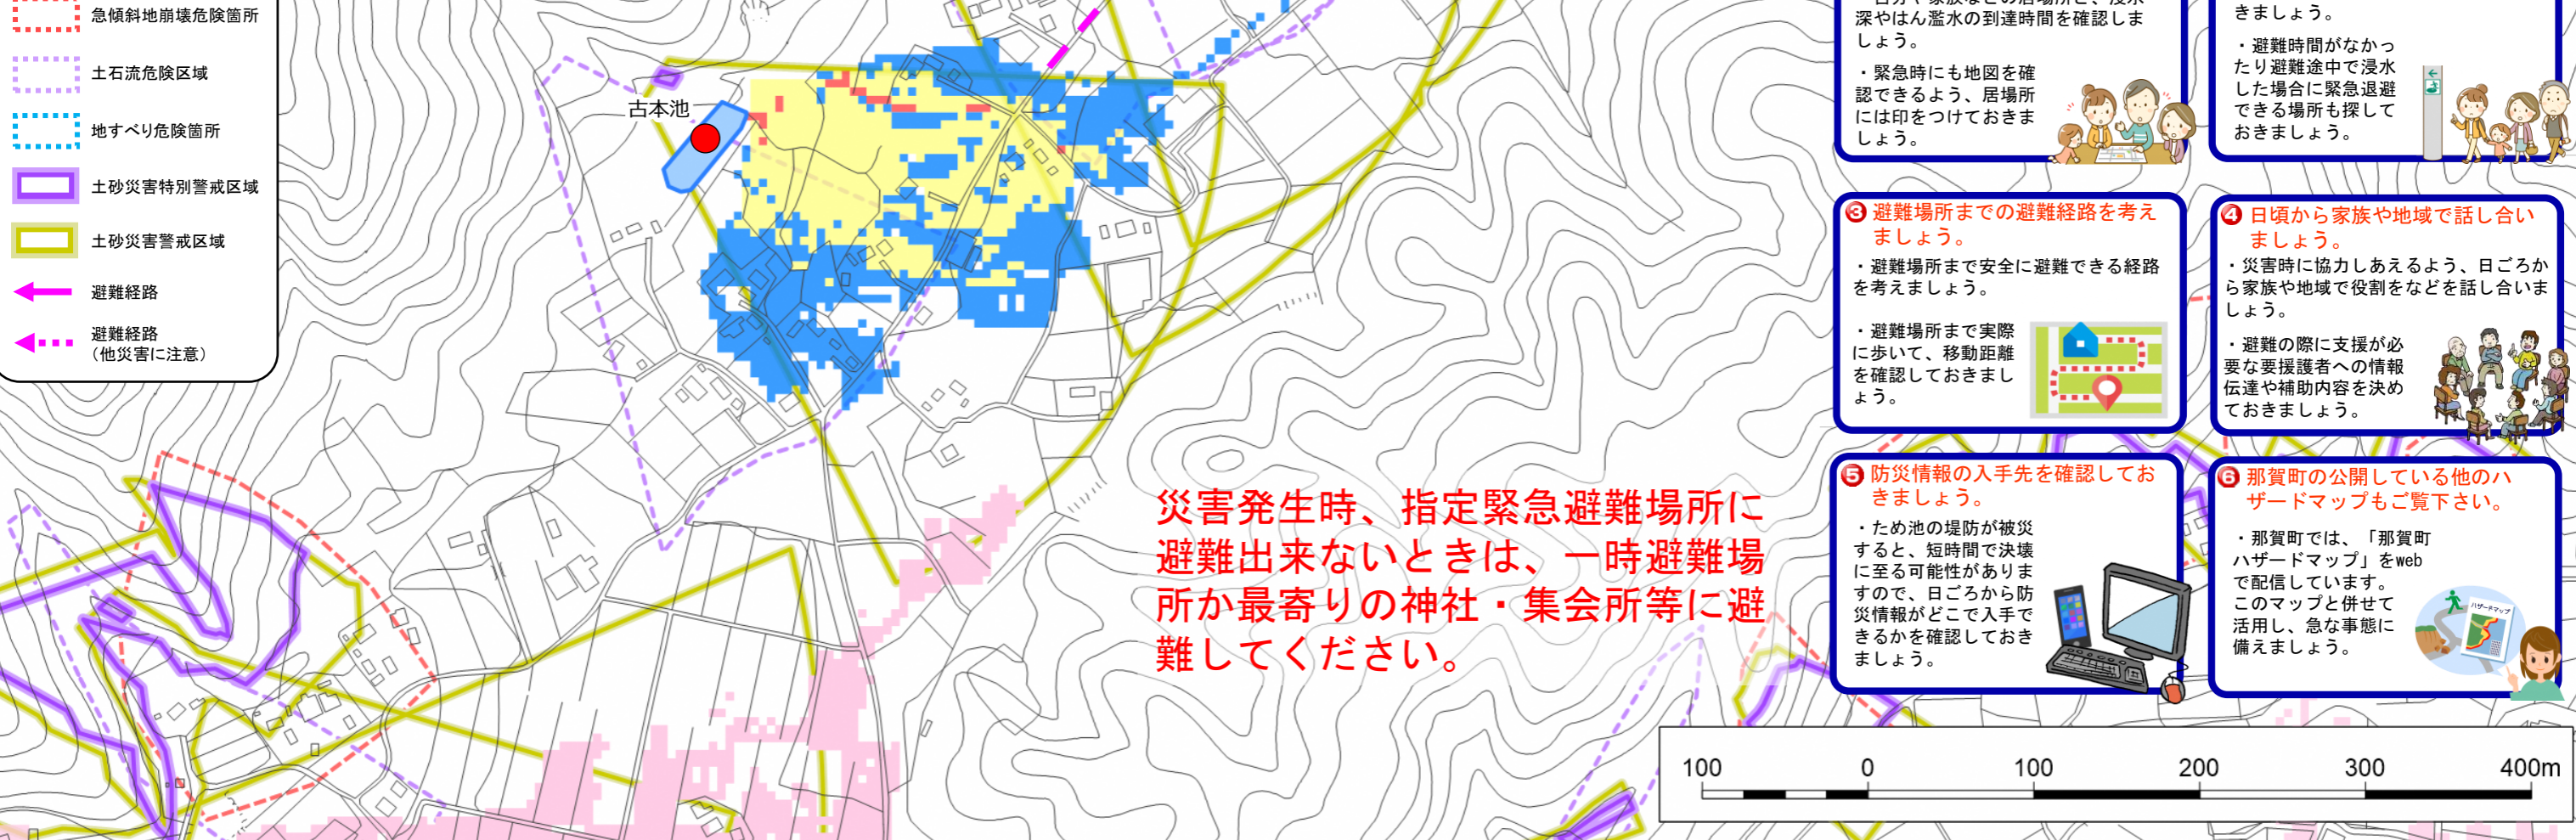 急傾斜地崩壊危険箇所
土石流危険区域
地すべり危険箇所
土砂災害特別警戒区域
土砂災害警戒区域
避難経路
避難経路
（他災害に注意）
古本池
災害発生時、指定緊急避難場所に
避難出来ないときは、一時避難場
所か最寄りの神社・集会所等に避
難してください。
深やはん濫水の到達時間を確認しま
しょう。
・緊急時にも地図を確
認できるよう、居場所
には印をつけておきま
しょう。
きましょう。
・避難時間がなかっ
たり避難途中で浸水
した場合に緊急退避
できる場所も探して
おきましょう。
3 避難場所までの避難経路を考え
ましょう。
・避難場所まで安全に避難できる経路
を考えましょう。
・避難場所まで実際
に歩いて、移動距離
を確認しておきまし
ょう。
4 日頃から家族や地域で話し合い
ましょう。
・災害時に協力しあえるよう、日ごろか
ら家族や地域で役割をなどを話し合いま
しょう。
・避難の際に支援が必
要な要援護者への情報
伝達や補助内容を決め
ておきましょう。
5 防災情報の入手先を確認してお
きましょう。
・ため池の堤防が被災
すると、短時間で決壊
に至る可能性がありま
すので、日ごろから防
災情報がどこで入手で
きるかを確認しておき
ましょう。
6 那賀町の公開している他のハ
ザードマップもご覧下さい。
・那賀町では、「那賀町
ハザードマップ」をweb
で配信しています。
このマップと併せて
活用し、急な事態に
備えましょう。
ハザードマップ
100 0 100 200 300 400m